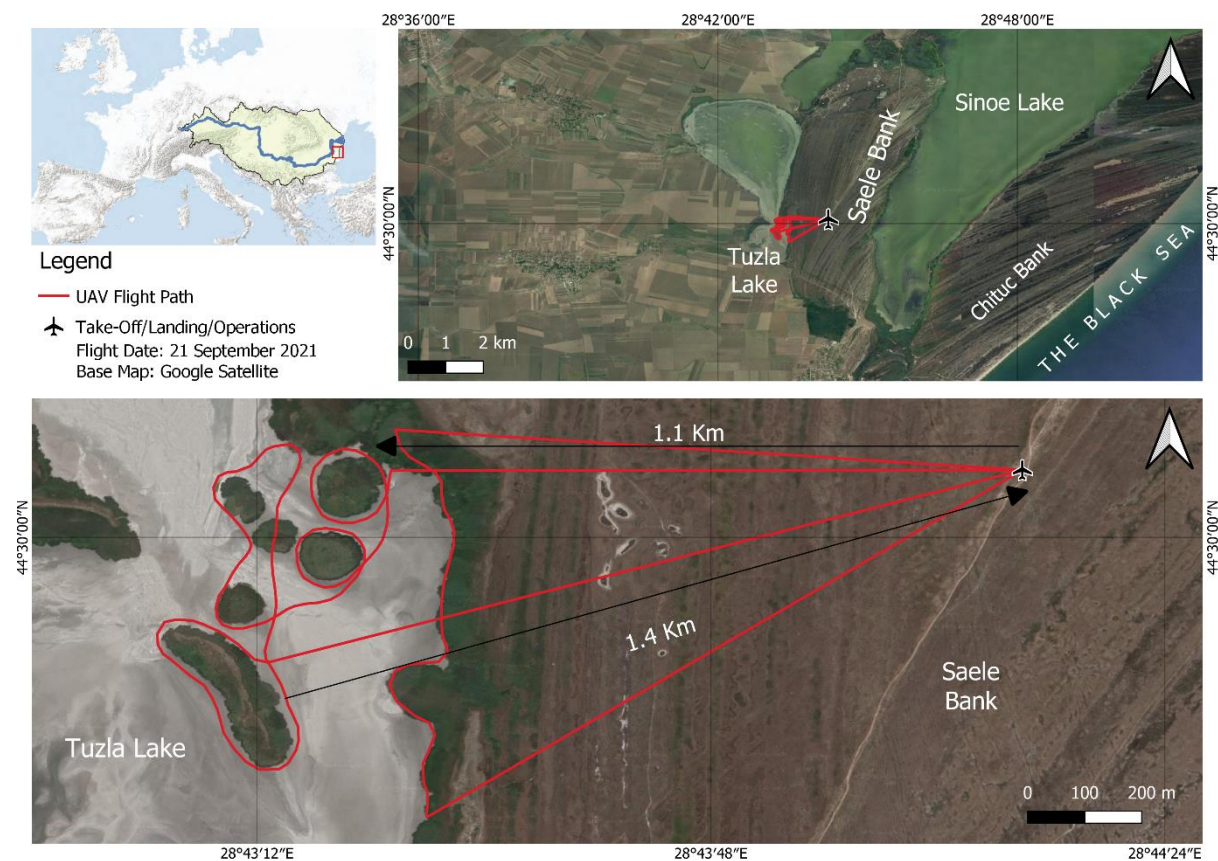 28°36′00″E
28°42′00″E
28°48′00″E
Sinoe Lake
Saele Bank
44°30′00″N
44°30′00″N
Tuzla
Lake
Chituc Bank
THE BLACK SEA
0 1 2 km
Legend
UAV Flight Path
Take-Off/Landing/Operations
Flight Date: 21 September 2021
Base Map: Google Satellite
1.1 Km
44°30′00″N
44°30′00″N
1.4 Km
Saele
Bank
Tuzla Lake
0 100 200 m
28°43′12″E
28°43′48″E
28°44′24″E